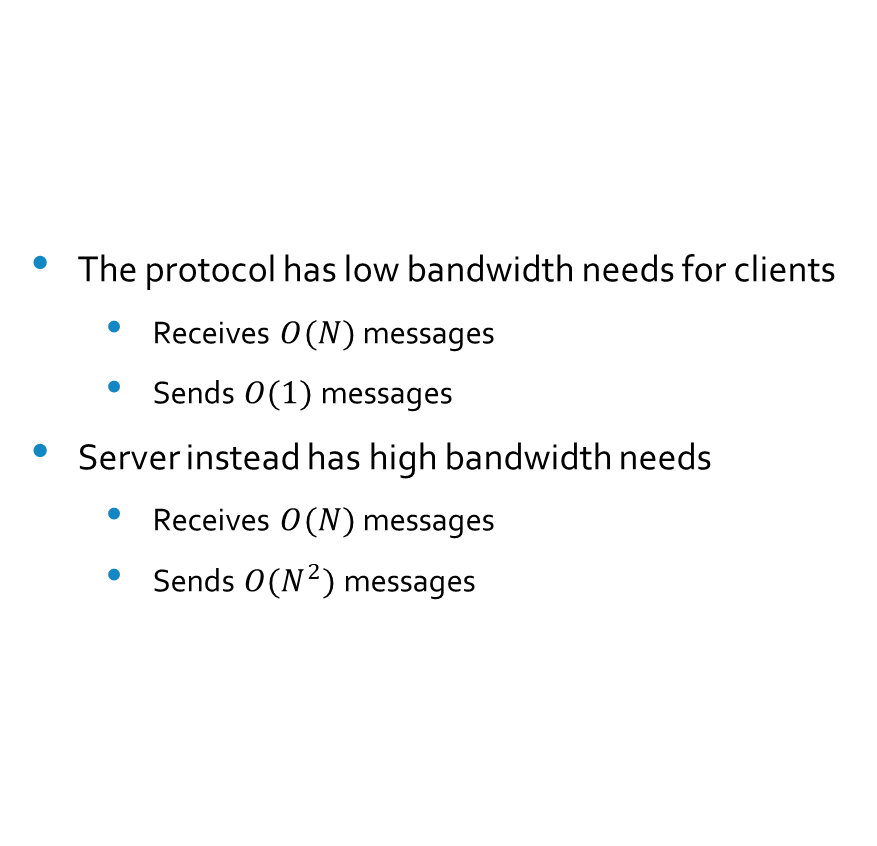 • The protocol has low bandwidth needs for clients
• Receives O(N) messages
• Sends O(1) messages
• Server instead has high bandwidth needs
• Receives O(N) messages
• Sends O(N²) messages